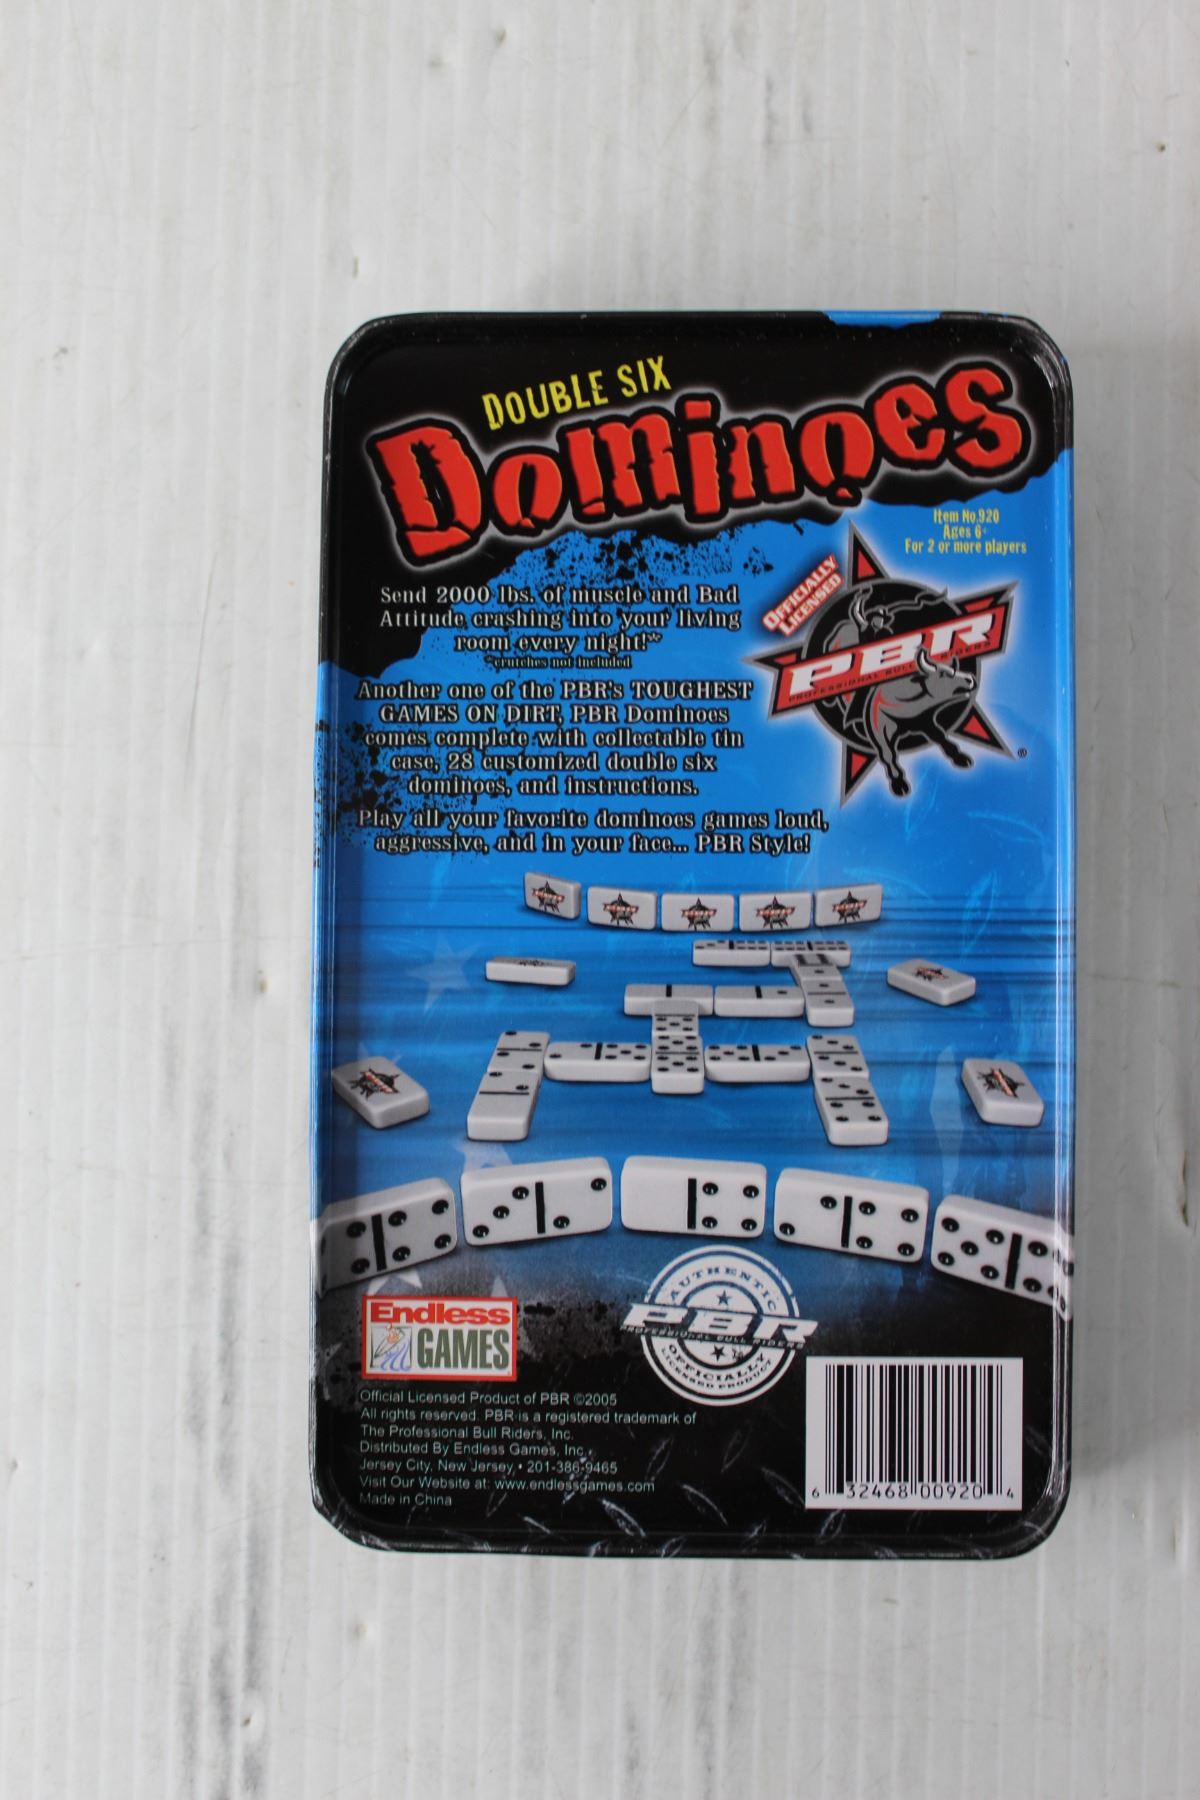 DOUBLE SIX
Dominoes
Item No.920
Ages 6+
For 2 or more players
OFFICIALLY
LICENSED
PBR
PROFESSIONAL BULL RIDERS
®
Send 2000 lbs. of muscle and Bad
Attitude crashing into your living
room every night!*
*crutches not included
Another one of the PBR's TOUGHEST
GAMES ON DIRT, PBR Dominoes
comes complete with collectable tin
case, 28 customized double six
dominoes, and instructions.
Play all your favorite dominoes games loud,
aggressive, and in your face... PBR Style!
Endless
GAMES
AUTHENTIC
PBR
PROFESSIONAL BULL RIDERS
OFFICIALLY
LICENSED PRODUCT
Official Licensed Product of PBR ©2005
All rights reserved. PBR is a registered trademark of
The Professional Bull Riders, Inc.
Distributed By Endless Games, Inc.
Jersey City, New Jersey • 201-386-9465
Visit Our Website at: www.endlessgames.com
Made in China
6 32468 00920 4